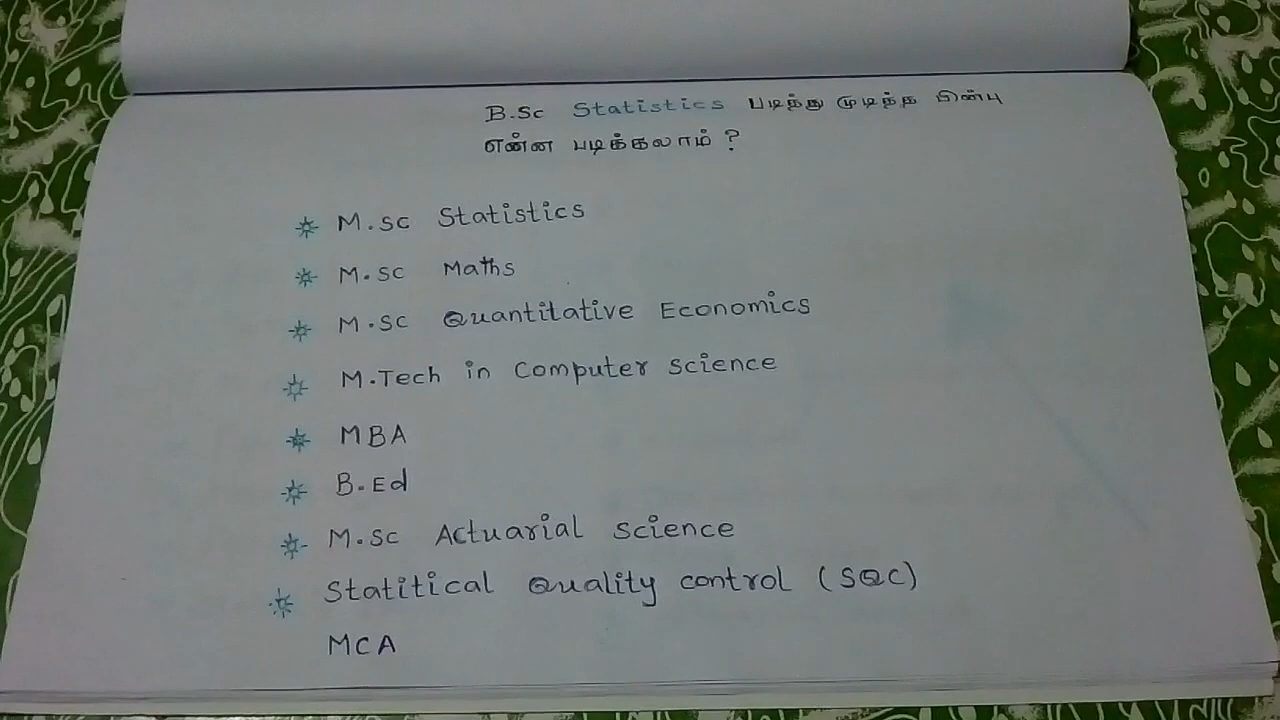 B.Sc Statistics படித்து முடித்த பின்பு
என்ன படிக்கலாம் ?
M.sc Statistics
M.sc Maths
M.sc Quantitative Economics
M.Tech in Computer science
MBA
B.Ed
M.sc Actuarial science
Statitical Quality control (SQC)
MCA